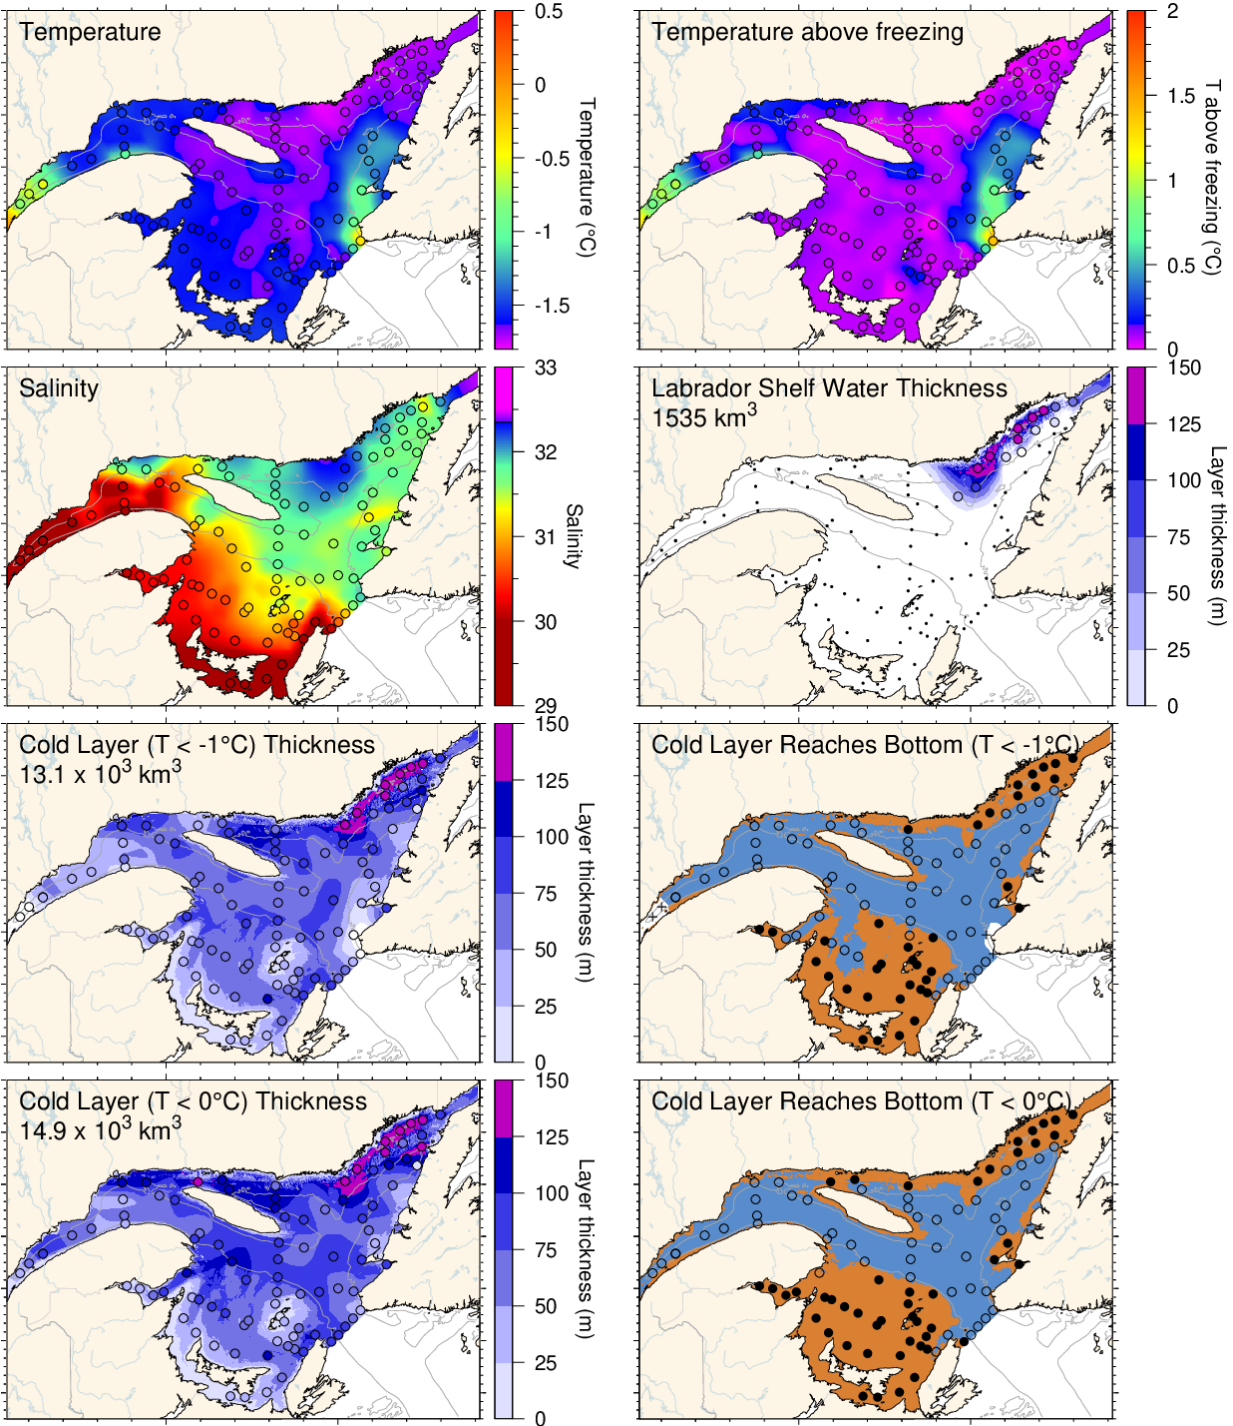 Temperature
0.5
0
-0.5
-1
-1.5
Temperature (°C)
Temperature above freezing
2
1.5
1
0.5
0
T above freezing (°C)
Salinity
33
32
31
30
29
Salinity
Labrador Shelf Water Thickness
1535 km³
150
125
100
75
50
25
0
Layer thickness (m)
Cold Layer (T < -1°C) Thickness
13.1 x 10³ km³
150
125
100
75
50
25
0
Layer thickness (m)
Cold Layer Reaches Bottom (T < -1°C)
Cold Layer (T < 0°C) Thickness
14.9 x 10³ km³
150
125
100
75
50
25
0
Layer thickness (m)
Cold Layer Reaches Bottom (T < 0°C)